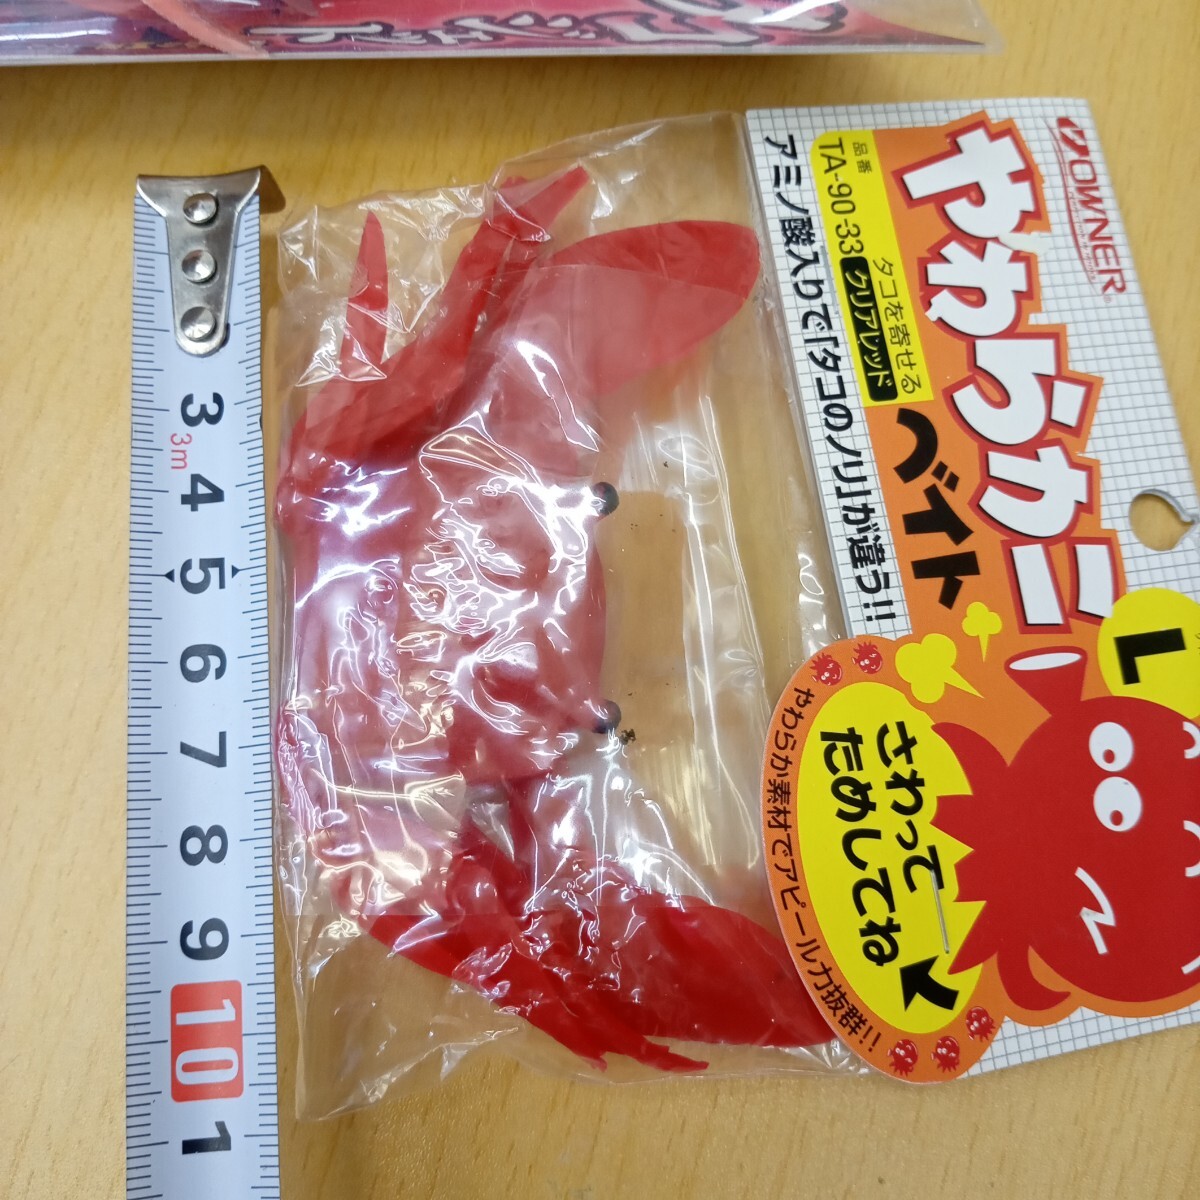 OWNER
やわらカニ
ベイト
L
品番
TA-90-33
クリアレッド
タコを寄せる
アミノ酸入りで「タコのノリ」が違う!!
さわって
ためしてね
やわらか素材でアピール力抜群!!
3
3m
4
5
6
7
8
9
10
1